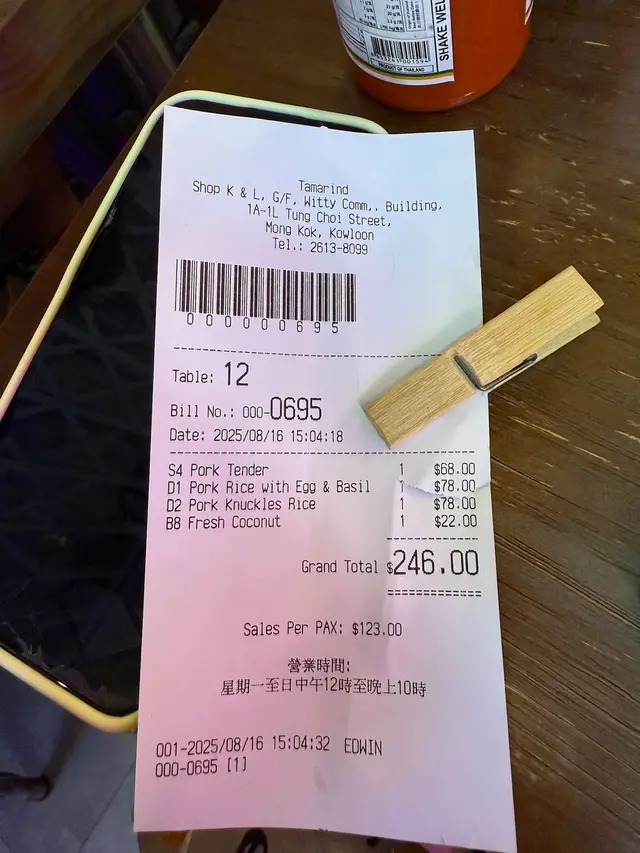 SHAKE WEL
PRODUCT OF THAILAND
Tamarind
Shop K & L, G/F, Witty Comm,. Building,
1A-1L Tung Choi Street,
Mong Kok, Kowloon
Tel.: 2613-8099
000000695
Table: 12
Bill No.: 000-0695
Date: 2025/08/16 15:04:18
S4 Pork Tender 1 $68.00
D1 Pork Rice with Egg & Basil 1 $78.00
D2 Pork Knuckles Rice 1 $78.00
B8 Fresh Coconut 1 $22.00
Grand Total $246.00
Sales Per PAX: $123.00
營業時間:
星期一至日中午12時至晚上10時
001-2025/08/16 15:04:32 EDWIN
000-0695 [1]